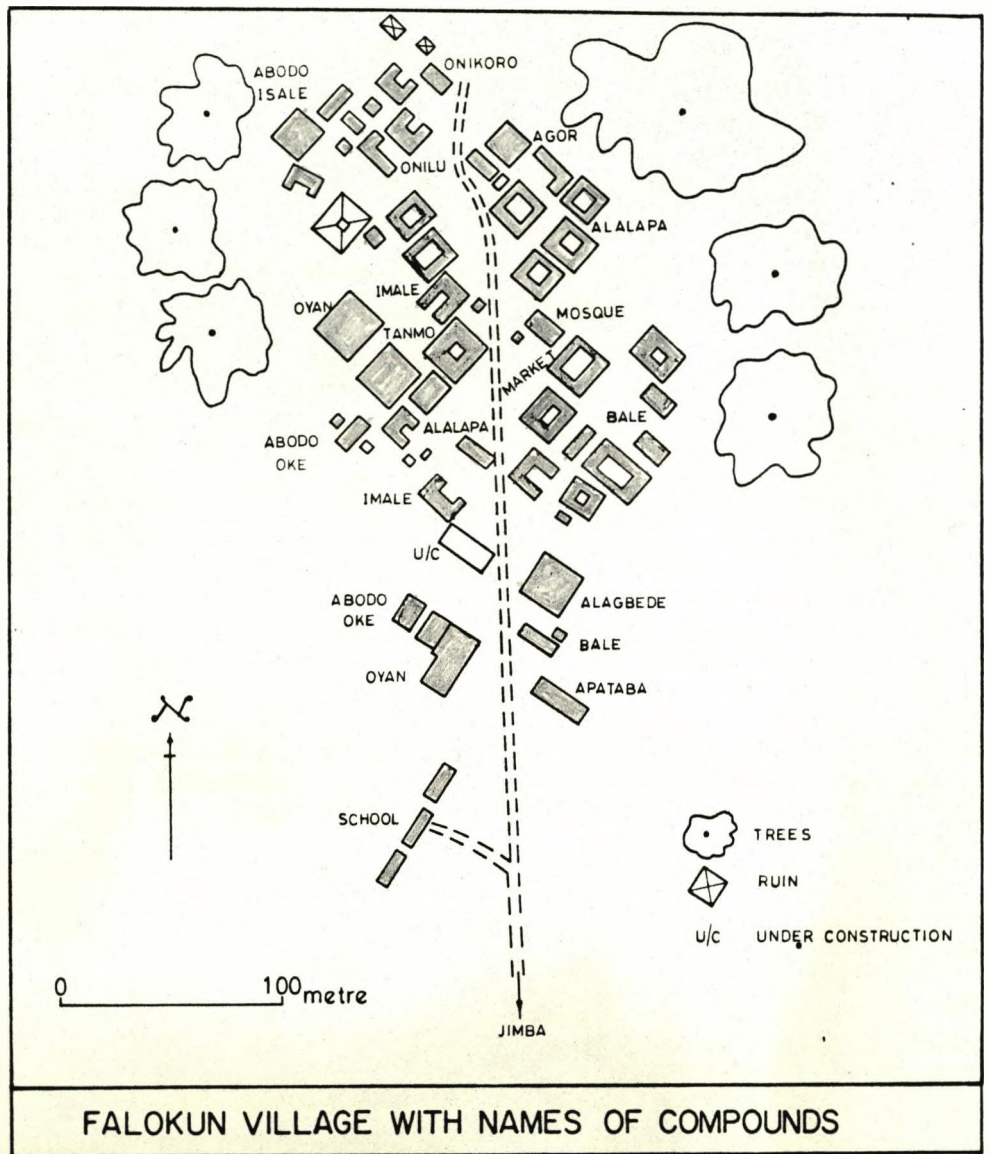 ONIKORO
ABODO
ISALE
AGOR
ONILU
ALALAPA
IMALE
OYAN
TANMO
MOSQUE
MARKET
BALE
ALALAPA
ABODO
OKE
IMALE
U/C
ABODO
OKE
ALAGBEDE
BALE
OYAN
APATABA
N
SCHOOL
TREES
RUIN
U/C UNDER CONSTRUCTION
0 100 metre
JIMBA
FALOKUN VILLAGE WITH NAMES OF COMPOUNDS